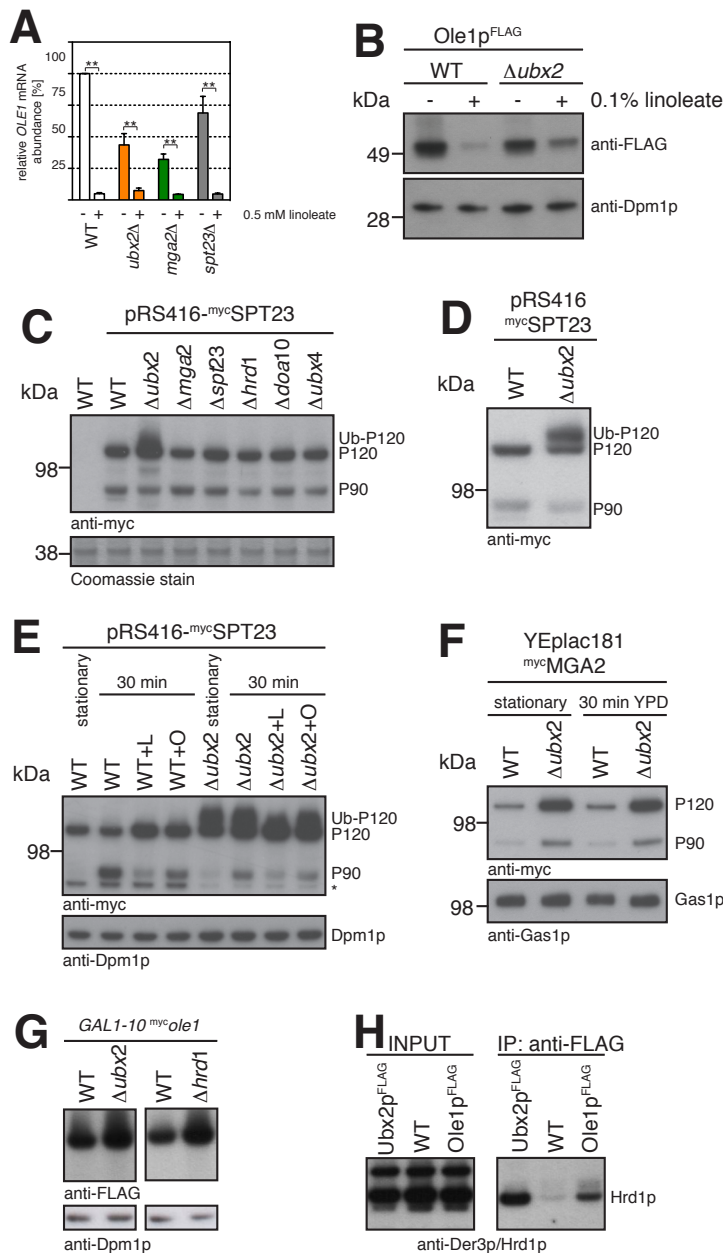 A
relative OLE1 mRNA
abundance [%]
100
75
50
25
** ** ** **
- + - + - + - + 0.5 mM linoleate
WT
ubx2Δ
mga2Δ
spt23Δ
B
Ole1pFLAG
WT Δubx2
kDa - + - + 0.1% linoleate
49 anti-FLAG
28 anti-Dpm1p
C
pRS416-mycSPT23
kDa
WT WT Δubx2 Δmga2 Δspt23 Δhrd1 Δdoa10 Δubx4
Ub-P120
P120
98
P90
anti-myc
38
Coomassie stain
D
pRS416
mycSPT23
kDa
WT Δubx2
Ub-P120
P120
98
P90
anti-myc
E
pRS416-mycSPT23
stationary 30 min stationary 30 min
kDa
WT WT WT+L WT+O Δubx2 Δubx2 Δubx2+L Δubx2+O
Ub-P120
P120
98
P90
*
anti-myc
Dpm1p
anti-Dpm1p
F
YEplac181
mycMGA2
stationary 30 min YPD
kDa
WT Δubx2 WT Δubx2
P120
98
P90
anti-myc
98 Gas1p
anti-Gas1p
G
GAL1-10 mycole1
WT Δubx2 WT Δhrd1
anti-FLAG
anti-Dpm1p
H
INPUT IP: anti-FLAG
Ubx2pFLAG WT Ole1pFLAG Ubx2pFLAG WT Ole1pFLAG
Hrd1p
anti-Der3p/Hrd1p